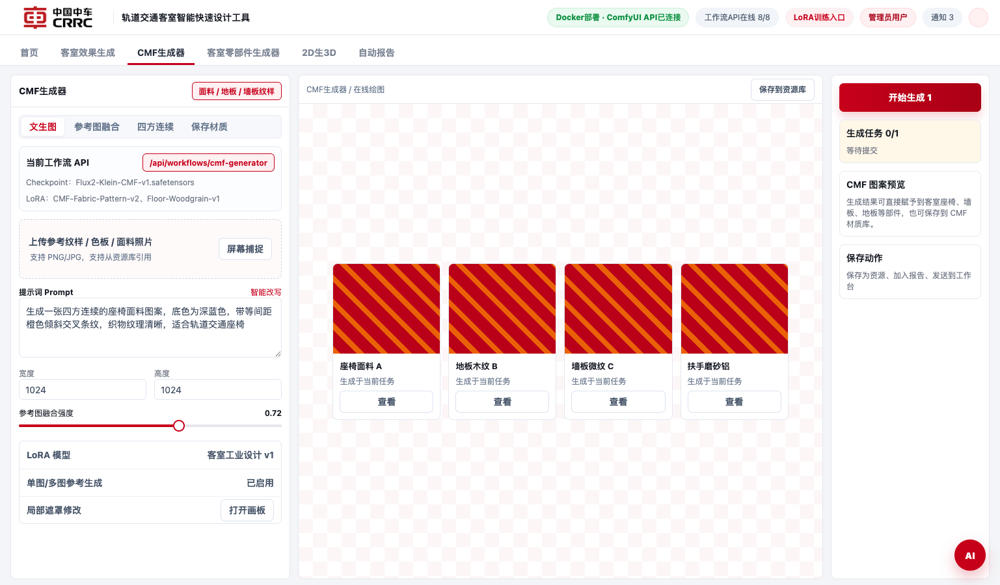 中国中车
CRRC
轨道交通客室智能快速设计工具
Docker部署 · ComfyUI API已连接
工作流API在线 8/8
LoRA训练入口
管理员用户
通知 3
首页
客室效果生成
CMF生成器
客室零部件生成器
2D生3D
自动报告
CMF生成器
面料 / 地板 / 墙板纹样
文生图
参考图融合
四方连续
保存材质
当前工作流 API
/api/workflows/cmf-generator
Checkpoint：Flux2-Klein-CMF-v1.safetensors
LoRA：CMF-Fabric-Pattern-v2、Floor-Woodgrain-v1
上传参考纹样 / 色板 / 面料照片
支持 PNG/JPG，支持从资源库引用
屏幕捕捉
提示词 Prompt
智能改写
生成一张四方连续的座椅面料图案，底色为深蓝色，带等间距
橙色倾斜交叉条纹，织物纹理清晰，适合轨道交通座椅
宽度
高度
1024
1024
参考图融合强度
0.72
LoRA 模型
客室工业设计 v1
单图/多图参考生成
已启用
局部遮罩修改
打开画板
CMF生成器 / 在线绘图
保存到资源库
座椅面料 A
生成于当前任务
查看
地板木纹 B
生成于当前任务
查看
墙板微纹 C
生成于当前任务
查看
扶手磨砂铝
生成于当前任务
查看
开始生成 1
生成任务 0/1
等待提交
CMF 图案预览
生成结果可直接赋予到客室座椅、墙
板、地板等部件，也可保存到 CMF
材质库。
保存动作
保存为资源、加入报告、发送到工作
台
AI